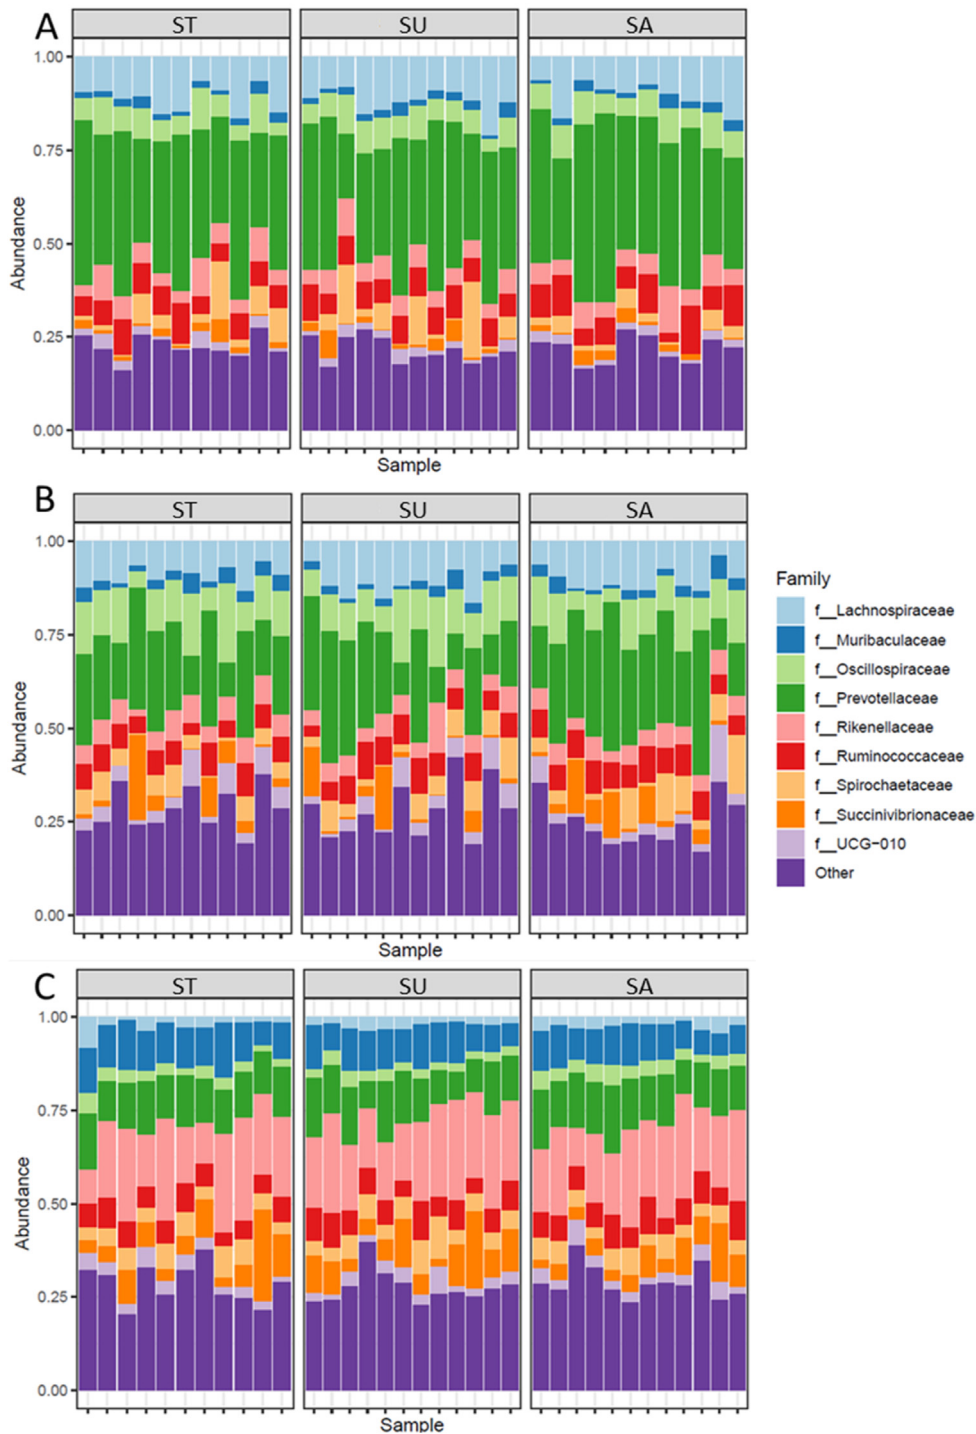 A
ST SU SA
1.00
0.75
0.50
0.25
0.00
Abundance
Sample
B
ST SU SA
1.00
0.75
0.50
0.25
0.00
Abundance
Sample
Family
f__Lachnospiraceae
f__Muribaculaceae
f__Oscillospiraceae
f__Prevotellaceae
f__Rikenellaceae
f__Ruminococcaceae
f__Spirochaetaceae
f__Succinivibrionaceae
f__UCG-010
Other
C
ST SU SA
1.00
0.75
0.50
0.25
0.00
Abundance
Sample